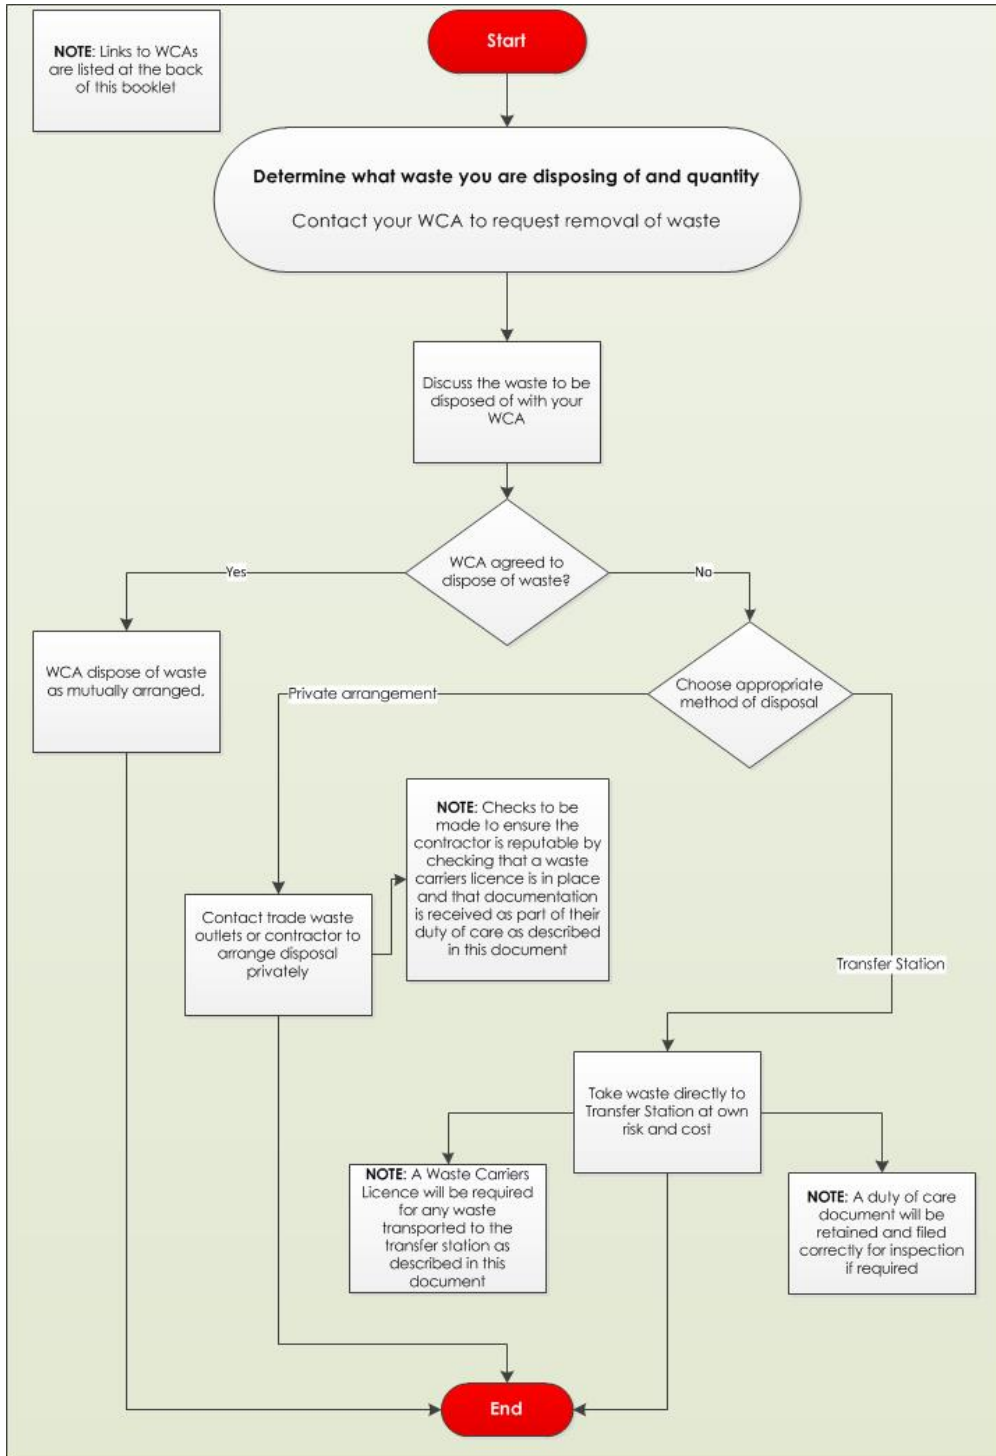 NOTE: Links to WCAs
are listed at the back
of this booklet
Start
Determine what waste you are disposing of and quantity
Contact your WCA to request removal of waste
Discuss the waste to be
disposed of with your
WCA
WCA agreed to
dispose of waste?
Yes
No
WCA dispose of waste
as mutually arranged.
Choose appropriate
method of disposal
Private arrangement
NOTE: Checks to be
made to ensure the
contractor is reputable by
checking that a waste
carriers licence is in place
and that documentation
is received as part of their
duty of care as described
in this document
Contact trade waste
outlets or contractor to
arrange disposal
privately
Transfer Station
Take waste directly to
Transfer Station at own
risk and cost
NOTE: A Waste Carriers
Licence will be required
for any waste
transported to the
transfer station as
described in this
document
NOTE: A duty of care
document will be
retained and filed
correctly for inspection
if required
End